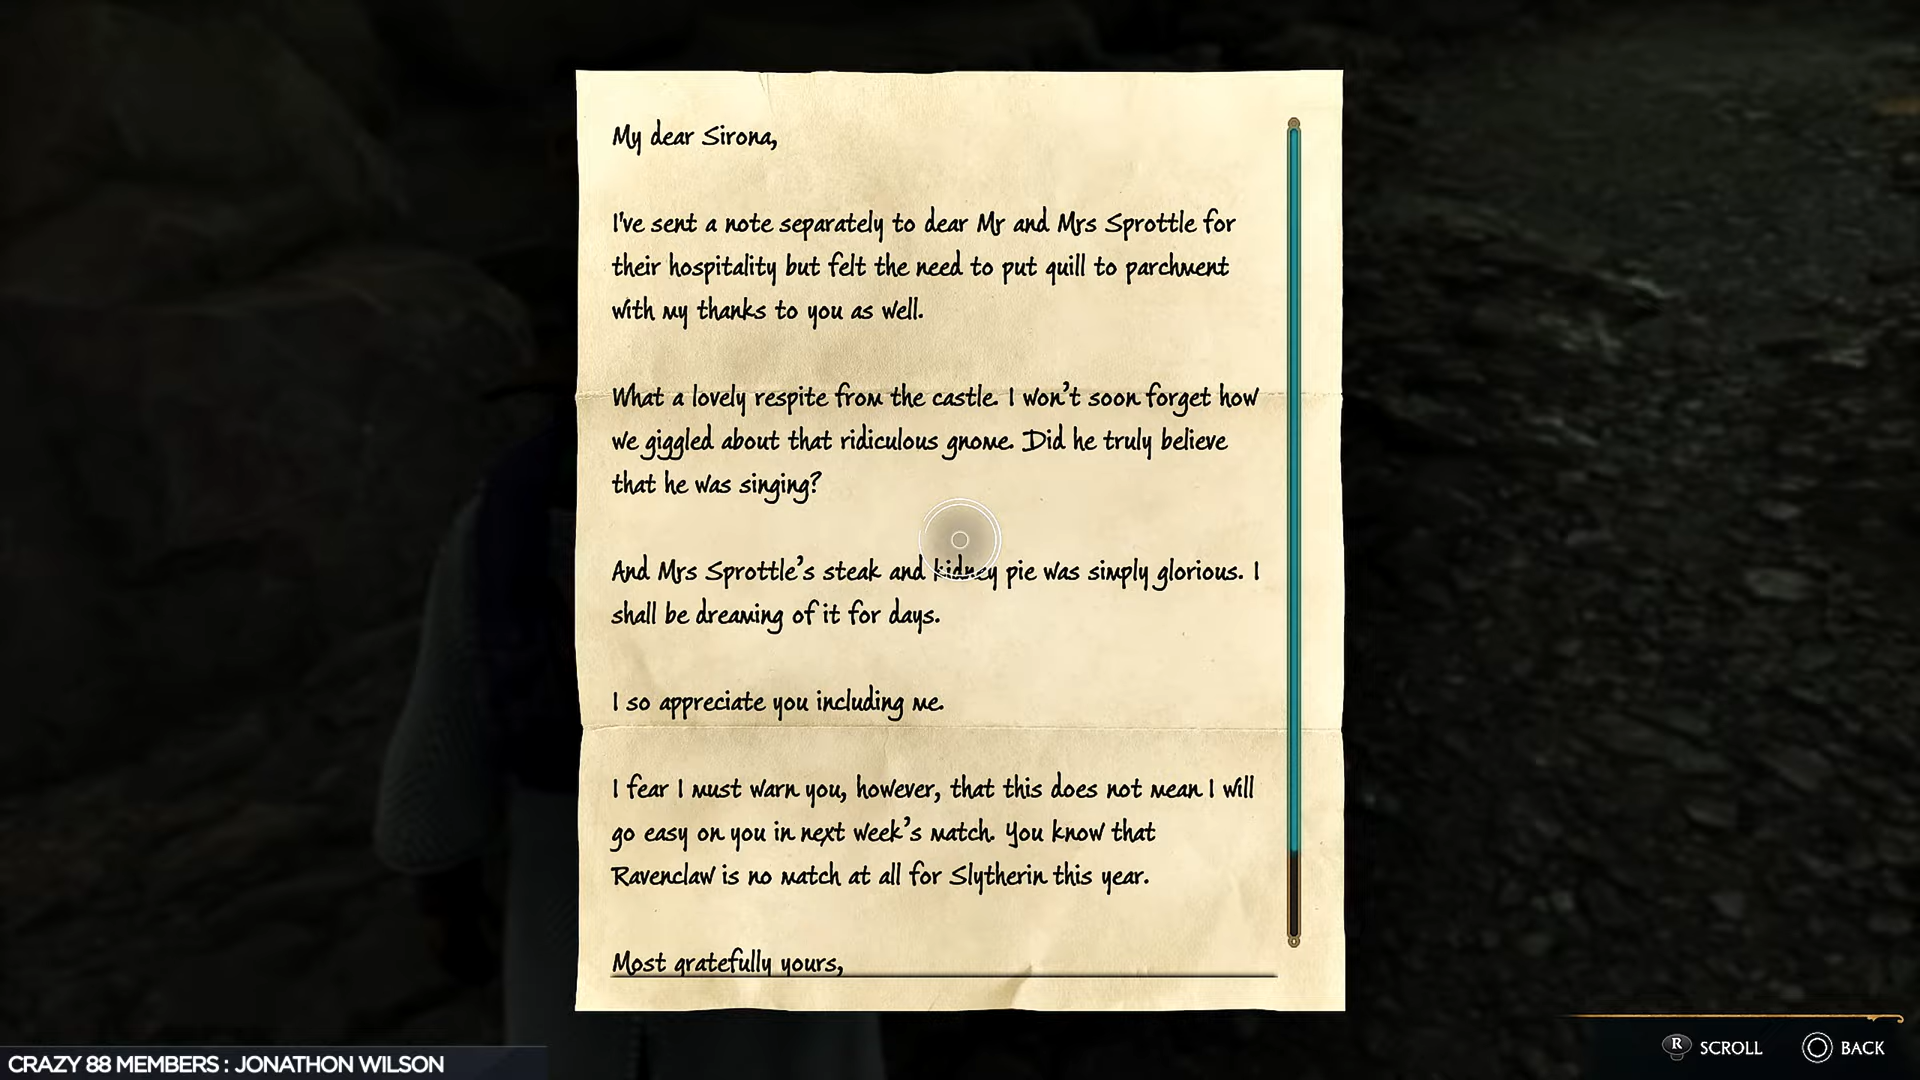 My dear Sirona,
I've sent a note separately to dear Mr and Mrs Sprottle for
their hospitality but felt the need to put quill to parchment
with my thanks to you as well.
What a lovely respite from the castle. I won't soon forget how
we giggled about that ridiculous gnome. Did he truly believe
that he was singing?
And Mrs Sprottle's steak and kidney pie was simply glorious. I
shall be dreaming of it for days.
I so appreciate you including me.
I fear I must warn you, however, that this does not mean I will
go easy on you in next week's match. You know that
Ravenclaw is no match at all for Slytherin this year.
Most gratefully yours,
R SCROLL BACK
CRAZY 88 MEMBERS : JONATHON WILSON